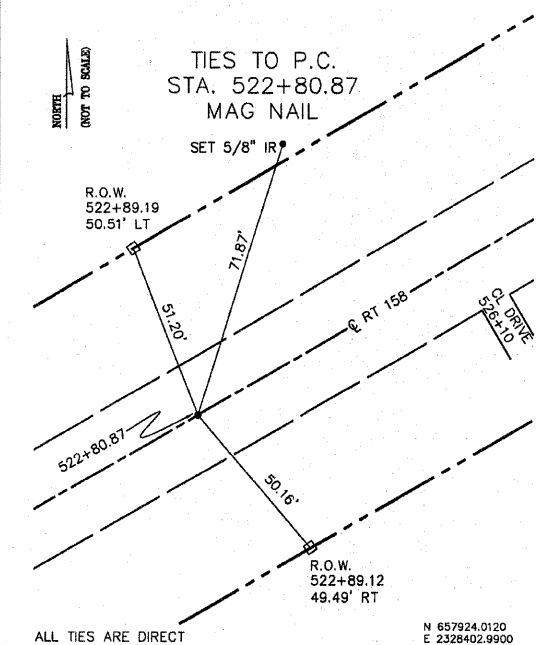 TIES TO P.C.
STA. 522+80.87
MAG NAIL
NORTH
(NOT TO SCALE)
SET 5/8" IR
R.O.W.
522+89.19
50.51' LT
71.87'
51.20'
℄ RT 158
CL DRIVE
526+10
522+80.87
50.16'
R.O.W.
522+89.12
49.49' RT
ALL TIES ARE DIRECT
N 657924.0120
E 2328402.9900